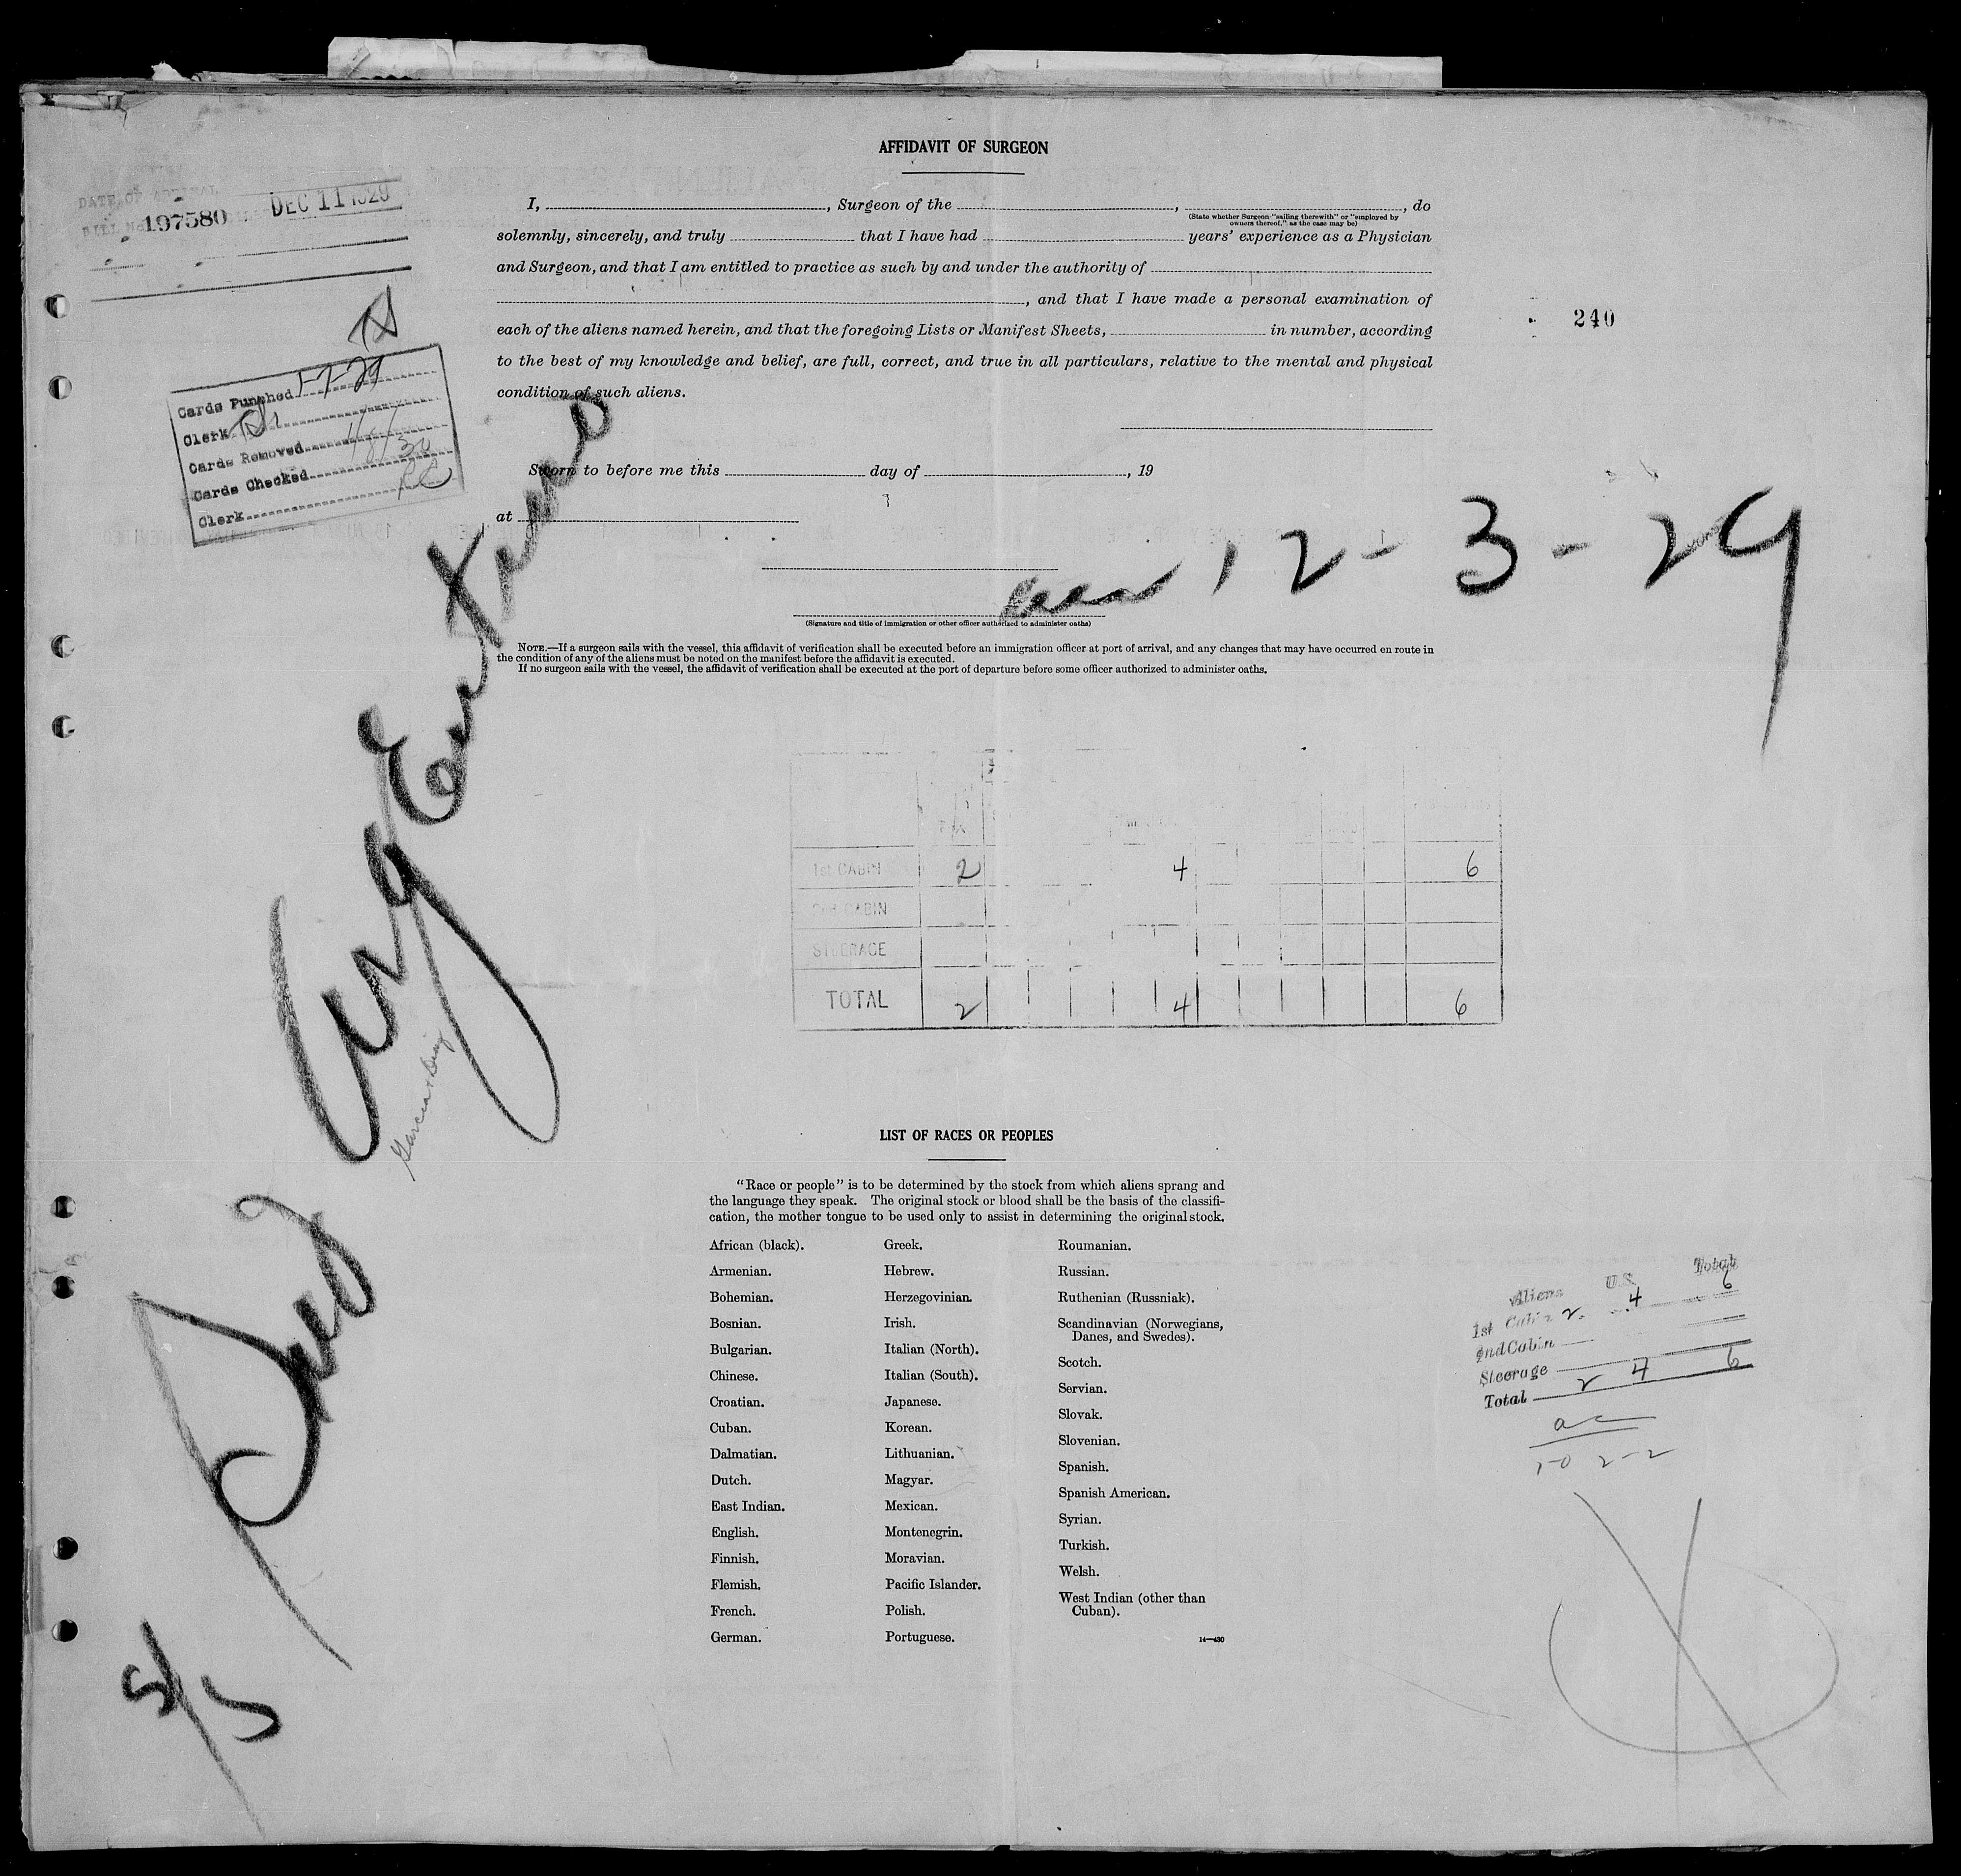 AFFIDAVIT OF SURGEON
DATE OF ARRIVAL DEC 11 1929
BILL No. 197580
I, , Surgeon of the , , do
(State whether Surgeon "sailing therewith" or "employed by
owners thereof," as the case may be)
solemnly, sincerely, and truly that I have had years' experience as a Physician
and Surgeon, and that I am entitled to practice as such by and under the authority of
, and that I have made a personal examination of
each of the aliens named herein, and that the foregoing Lists or Manifest Sheets, in number, according
to the best of my knowledge and belief, are full, correct, and true in all particulars, relative to the mental and physical
condition of such aliens.
240
Cards Punched
Clerk
Cards Removed 1/8/30
Cards Checked
Clerk
Sworn to before me this day of , 19
at
12-3-29
(Signature and title of immigration or other officer authorized to administer oaths)
NOTE.—If a surgeon sails with the vessel, this affidavit of verification shall be executed before an immigration officer at port of arrival, and any changes that may have occurred en route in
the condition of any of the aliens must be noted on the manifest before the affidavit is executed.
If no surgeon sails with the vessel, the affidavit of verification shall be executed at the port of departure before some officer authorized to administer oaths.
1st CABIN 2 4 6
2nd CABIN
STEERAGE
TOTAL 2 4 6
S/S
Garcia & Diaz
LIST OF RACES OR PEOPLES
"Race or people" is to be determined by the stock from which aliens sprang and
the language they speak. The original stock or blood shall be the basis of the classifi-
cation, the mother tongue to be used only to assist in determining the original stock.
African (black).
Armenian.
Bohemian.
Bosnian.
Bulgarian.
Chinese.
Croatian.
Cuban.
Dalmatian.
Dutch.
East Indian.
English.
Finnish.
Flemish.
French.
German.
Greek.
Hebrew.
Herzegovinian.
Irish.
Italian (North).
Italian (South).
Japanese.
Korean.
Lithuanian.
Magyar.
Mexican.
Montenegrin.
Moravian.
Pacific Islander.
Polish.
Portuguese.
Roumanian.
Russian.
Ruthenian (Russniak).
Scandinavian (Norwegians,
Danes, and Swedes).
Scotch.
Servian.
Slovak.
Slovenian.
Spanish.
Spanish American.
Syrian.
Turkish.
Welsh.
West Indian (other than
Cuban).
14—430
Aliens U.S. Total
1st Cabin 2 4 6
2nd Cabin
Steerage
Total 2 4 6